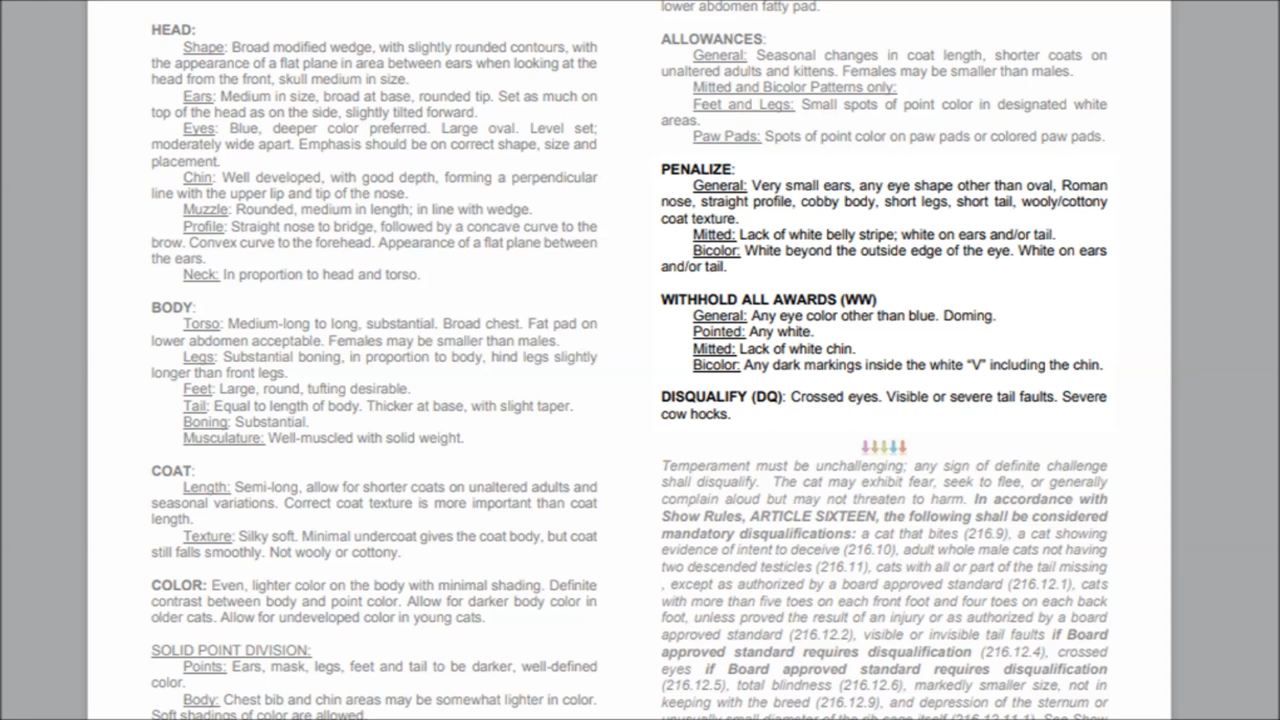 HEAD:
Shape: Broad modified wedge, with slightly rounded contours, with
the appearance of a flat plane in area between ears when looking at the
head from the front, skull medium in size.
Ears: Medium in size, broad at base, rounded tip. Set as much on
top of the head as on the side, slightly tilted forward.
Eyes: Blue, deeper color preferred. Large oval. Level set;
moderately wide apart. Emphasis should be on correct shape, size and
placement.
Chin: Well developed, with good depth, forming a perpendicular
line with the upper lip and tip of the nose.
Muzzle: Rounded, medium in length; in line with wedge.
Profile: Straight nose to bridge, followed by a concave curve to the
brow. Convex curve to the forehead. Appearance of a flat plane between
the ears.
Neck: In proportion to head and torso.
BODY:
Torso: Medium-long to long, substantial. Broad chest. Fat pad on
lower abdomen acceptable. Females may be smaller than males.
Legs: Substantial boning, in proportion to body, hind legs slightly
longer than front legs.
Feet: Large, round, tufting desirable.
Tail: Equal to length of body. Thicker at base, with slight taper.
Boning: Substantial.
Musculature: Well-muscled with solid weight.
COAT:
Length: Semi-long, allow for shorter coats on unaltered adults and
seasonal variations. Correct coat texture is more important than coat
length.
Texture: Silky soft. Minimal undercoat gives the coat body, but coat
still falls smoothly. Not wooly or cottony.
COLOR: Even, lighter color on the body with minimal shading. Definite
contrast between body and point color. Allow for darker body color in
older cats. Allow for undeveloped color in young cats.
SOLID POINT DIVISION:
Points: Ears, mask, legs, feet and tail to be darker, well-defined
color.
Body: Chest bib and chin areas may be somewhat lighter in color.
Soft shadings of color are allowed.
lower abdomen fatty pad.
ALLOWANCES:
General: Seasonal changes in coat length, shorter coats on
unaltered adults and kittens. Females may be smaller than males.
Mitted and Bicolor Patterns only:
Feet and Legs: Small spots of point color in designated white
areas.
Paw Pads: Spots of point color on paw pads or colored paw pads.
PENALIZE:
General: Very small ears, any eye shape other than oval, Roman
nose, straight profile, cobby body, short legs, short tail, wooly/cottony
coat texture.
Mitted: Lack of white belly stripe; white on ears and/or tail.
Bicolor: White beyond the outside edge of the eye. White on ears
and/or tail.
WITHHOLD ALL AWARDS (WW)
General: Any eye color other than blue. Doming.
Pointed: Any white.
Mitted: Lack of white chin.
Bicolor: Any dark markings inside the white “V” including the chin.
DISQUALIFY (DQ): Crossed eyes. Visible or severe tail faults. Severe
cow hocks.
Temperament must be unchallenging; any sign of definite challenge
shall disqualify. The cat may exhibit fear, seek to flee, or generally
complain aloud but may not threaten to harm. In accordance with
Show Rules, ARTICLE SIXTEEN, the following shall be considered
mandatory disqualifications: a cat that bites (216.9), a cat showing
evidence of intent to deceive (216.10), adult whole male cats not having
two descended testicles (216.11), cats with all or part of the tail missing
, except as authorized by a board approved standard (216.12.1), cats
with more than five toes on each front foot and four toes on each back
foot, unless proved the result of an injury or as authorized by a board
approved standard (216.12.2), visible or invisible tail faults if Board
approved standard requires disqualification (216.12.4), crossed
eyes if Board approved standard requires disqualification
(216.12.5), total blindness (216.12.6), markedly smaller size, not in
keeping with the breed (216.12.9), and depression of the sternum or
unusually small diameter of the rib cage itself (216.12.11.1). See Show